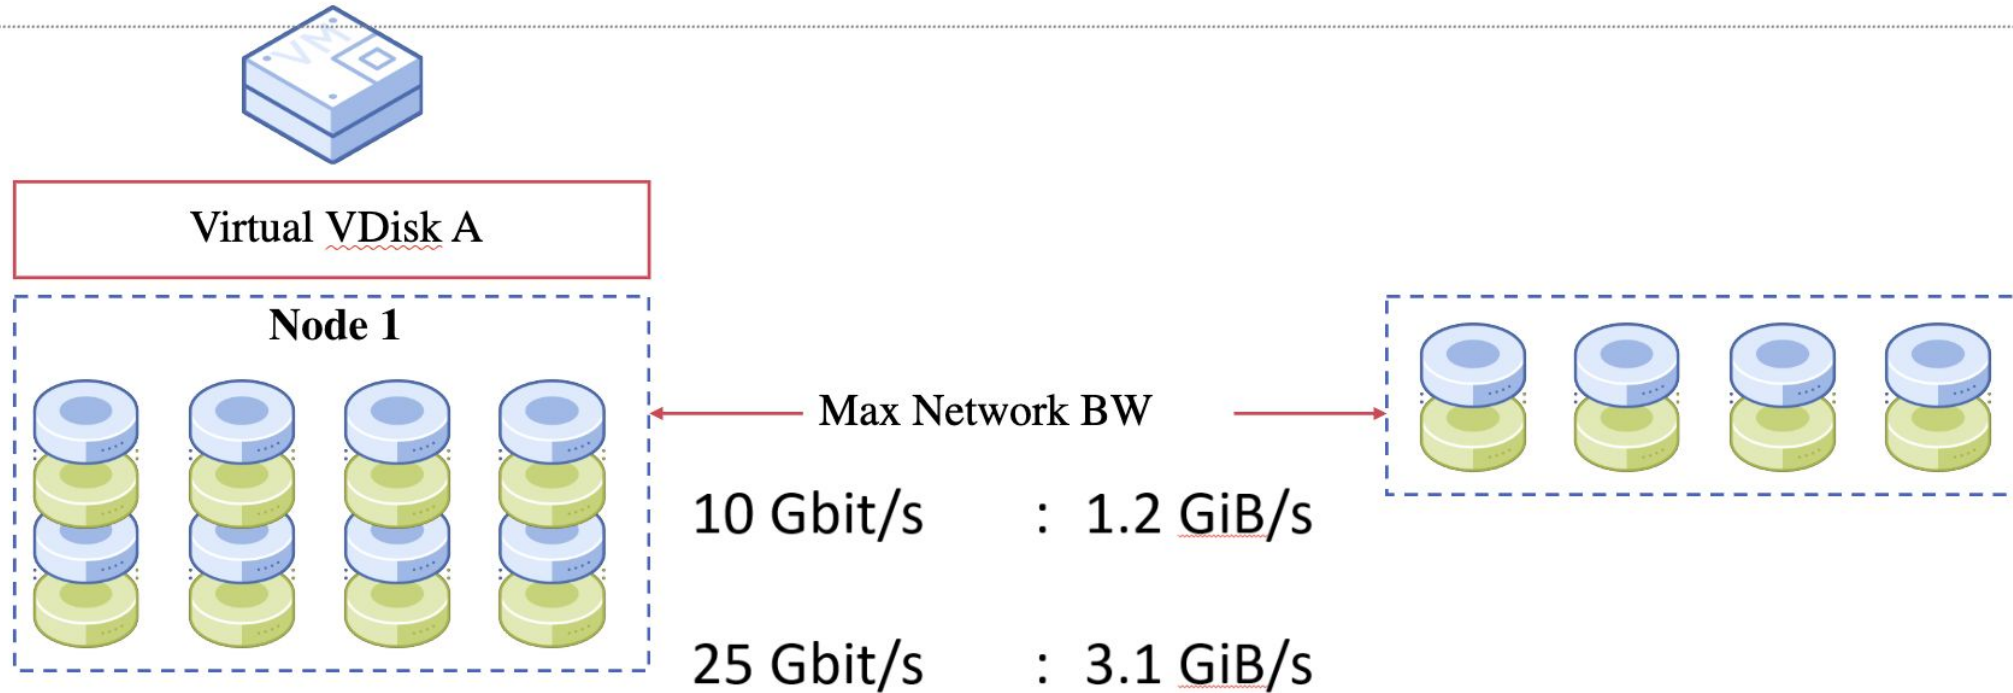 VM
Virtual VDisk A
Node 1
Max Network BW
10 Gbit/s : 1.2 GiB/s
25 Gbit/s : 3.1 GiB/s